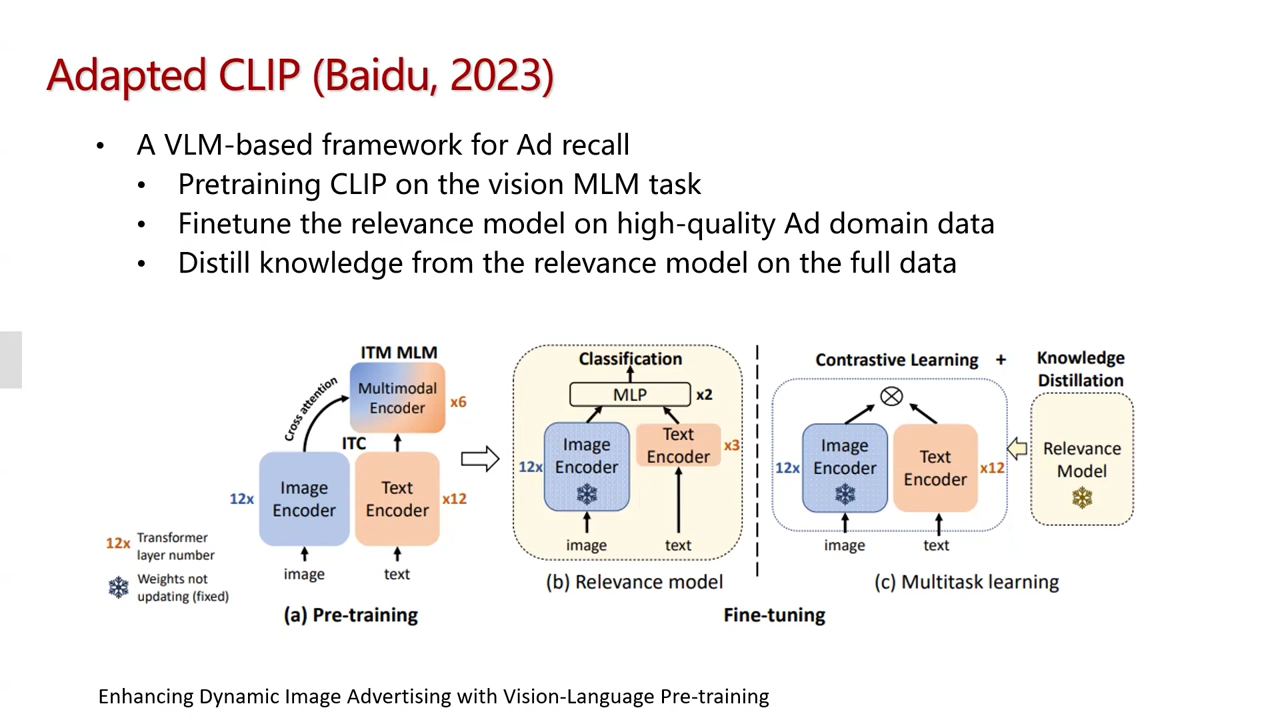 Adapted CLIP (Baidu, 2023)
• A VLM-based framework for Ad recall
• Pretraining CLIP on the vision MLM task
• Finetune the relevance model on high-quality Ad domain data
• Distill knowledge from the relevance model on the full data
ITM MLM
Cross attention
Multimodal
Encoder
x6
ITC
12x
Image
Encoder
Text
Encoder
x12
image
text
12x
Transformer
layer number
Weights not
updating (fixed)
(a) Pre-training
Classification
MLP
x2
12x
Image
Encoder
Text
Encoder
x3
image
text
(b) Relevance model
Contrastive Learning +
Knowledge
Distillation
12x
Image
Encoder
Text
Encoder
x12
Relevance
Model
image
text
(c) Multitask learning
Fine-tuning
Enhancing Dynamic Image Advertising with Vision-Language Pre-training